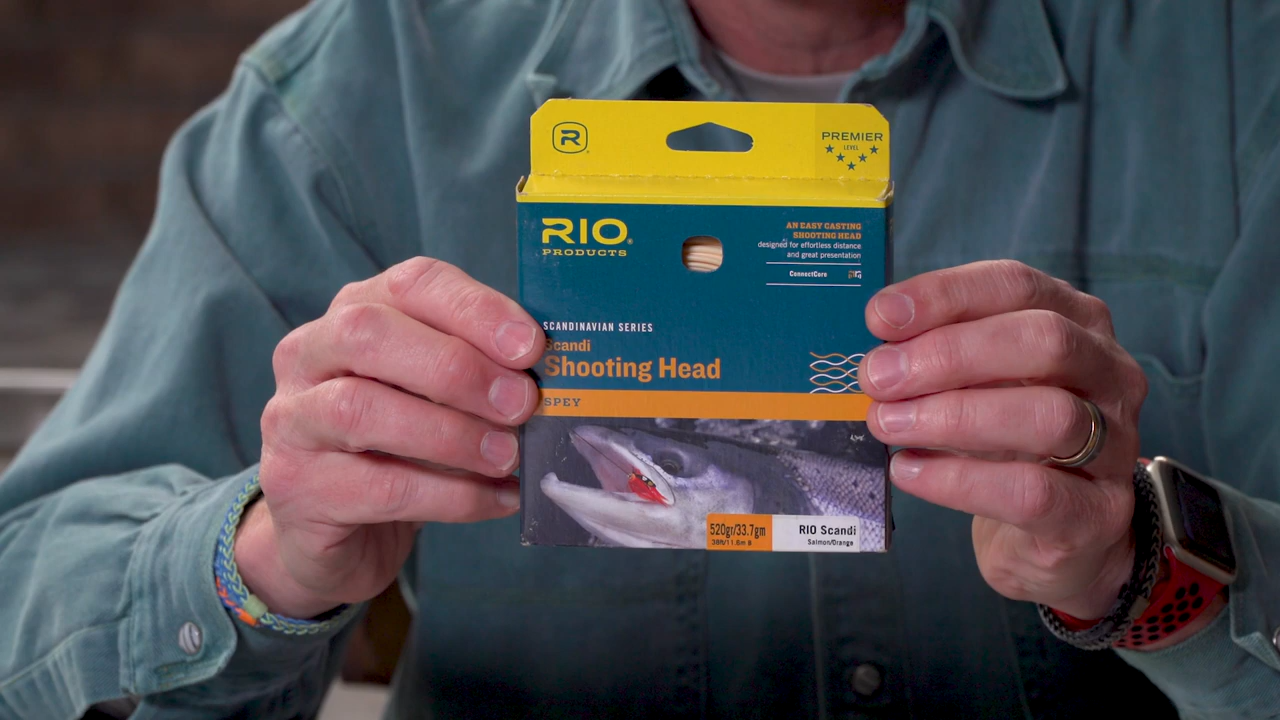 R
PREMIER
LEVEL
RIO®
PRODUCTS
AN EASY CASTING
SHOOTING HEAD
designed for effortless distance
and great presentation
ConnectCore
SCANDINAVIAN SERIES
Scandi
Shooting Head
SPEY
520gr/33.7gm
38ft/11.6m
RIO Scandi
Salmon/Orange